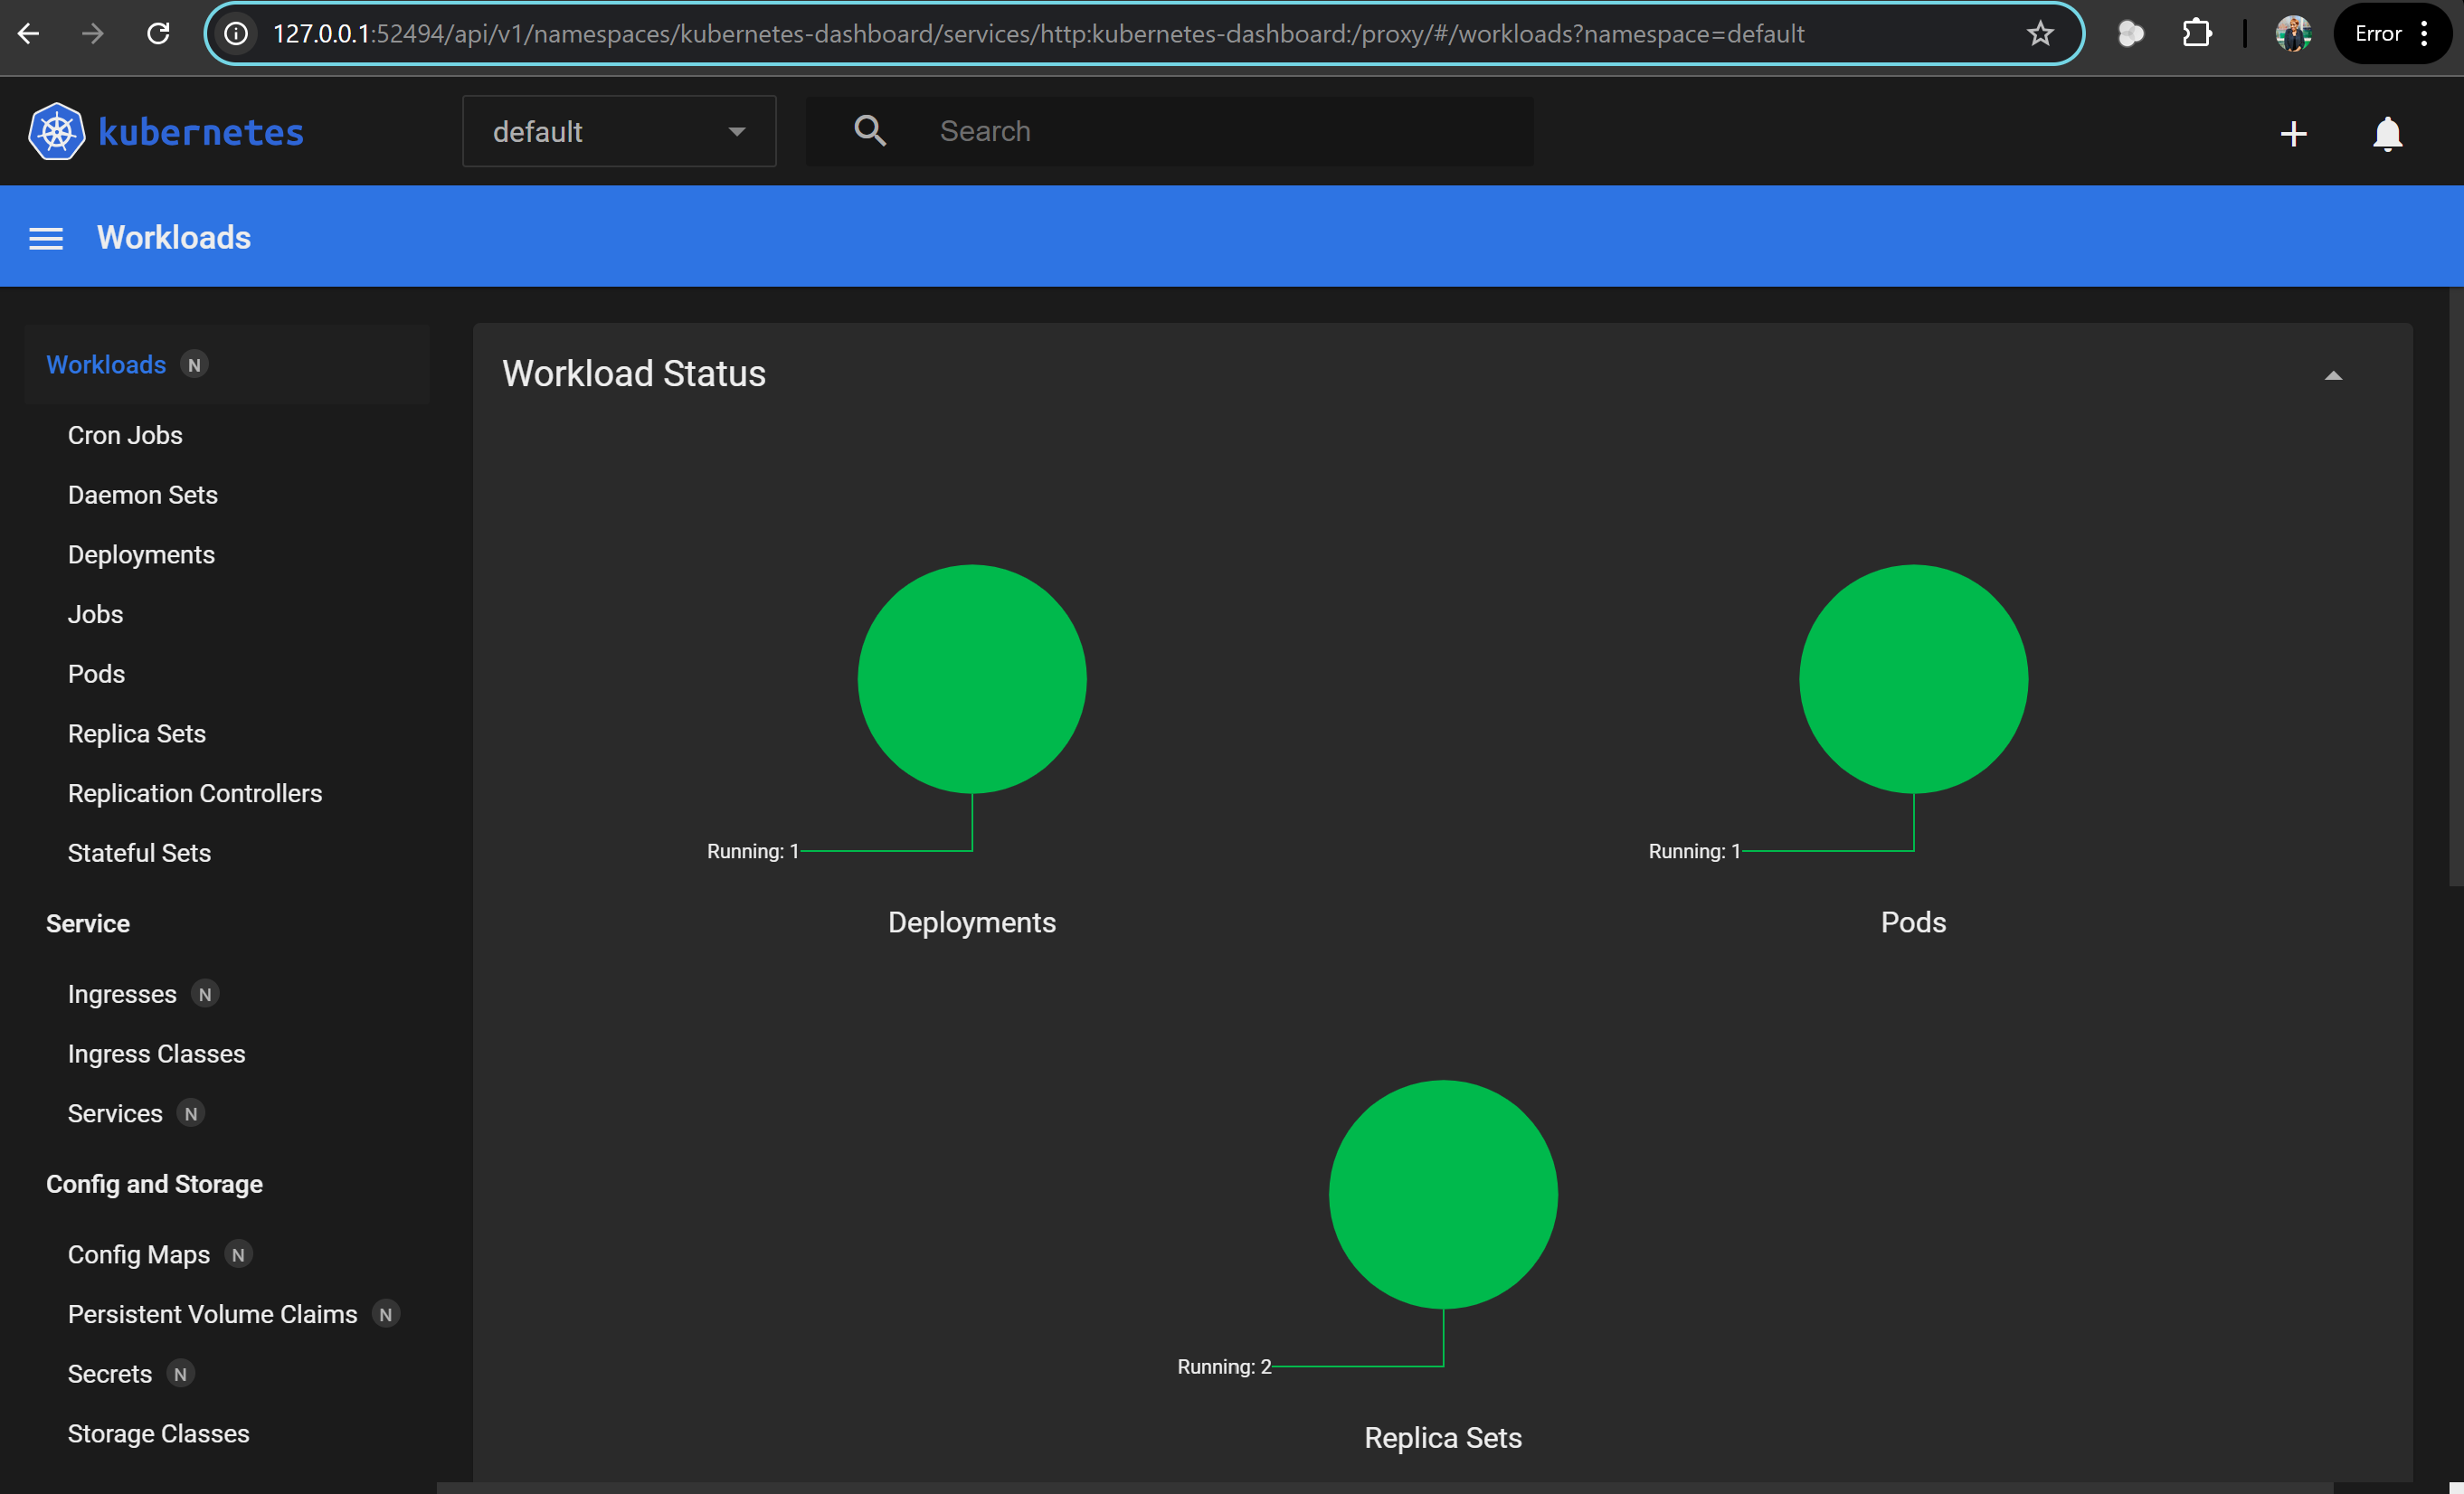 127.0.0.1:52494/api/v1/namespaces/kubernetes-dashboard/services/http:kubernetes-dashboard:/proxy/#/workloads?namespace=default
Error
kubernetes
default
Search
Workloads
Workloads N
Cron Jobs
Daemon Sets
Deployments
Jobs
Pods
Replica Sets
Replication Controllers
Stateful Sets
Service
Ingresses N
Ingress Classes
Services N
Config and Storage
Config Maps N
Persistent Volume Claims N
Secrets N
Storage Classes
Workload Status
Running: 1
Deployments
Running: 1
Pods
Running: 2
Replica Sets